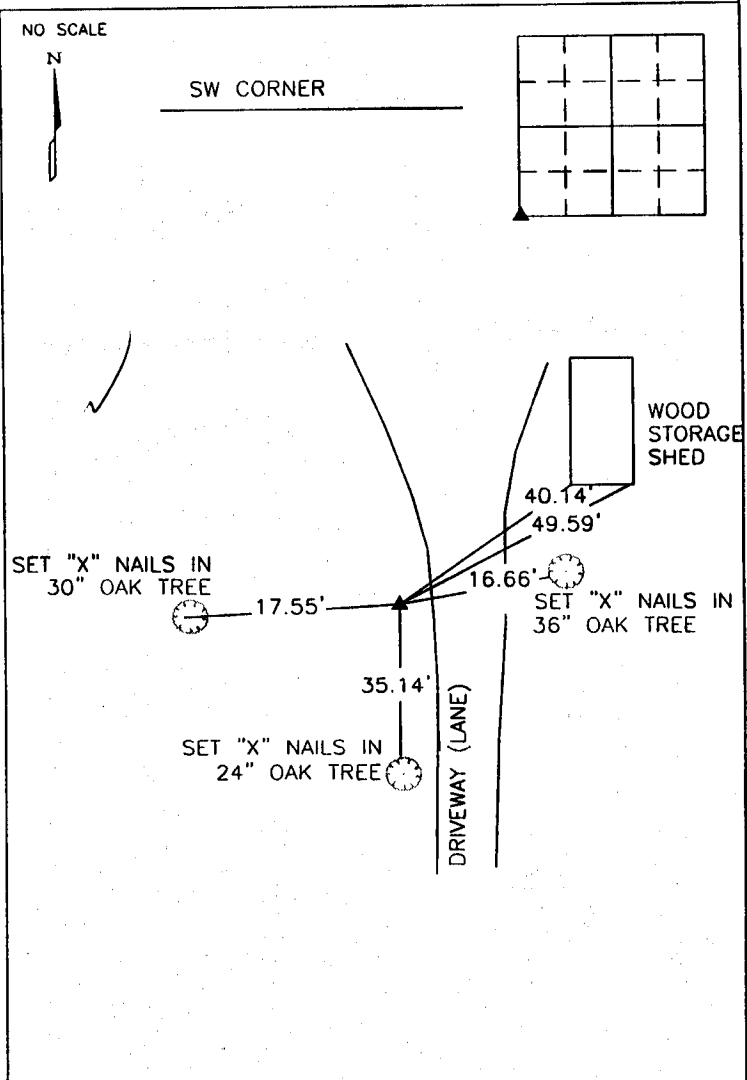 NO SCALE
N
SW CORNER
WOOD
STORAGE
SHED
40.14'
49.59'
SET "X" NAILS IN
30" OAK TREE
17.55'
16.66'
SET "X" NAILS IN
36" OAK TREE
35.14'
SET "X" NAILS IN
24" OAK TREE
DRIVEWAY (LANE)